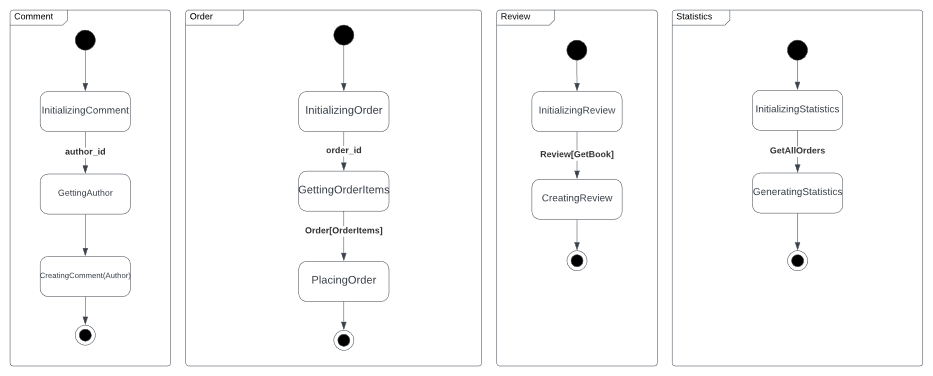 Comment
InitializingComment
author_id
GettingAuthor
CreatingComment(Author)
Order
InitializingOrder
order_id
GettingOrderItems
Order[OrderItems]
PlacingOrder
Review
InitializingReview
Review[GetBook]
CreatingReview
Statistics
InitializingStatistics
GetAllOrders
GeneratingStatistics